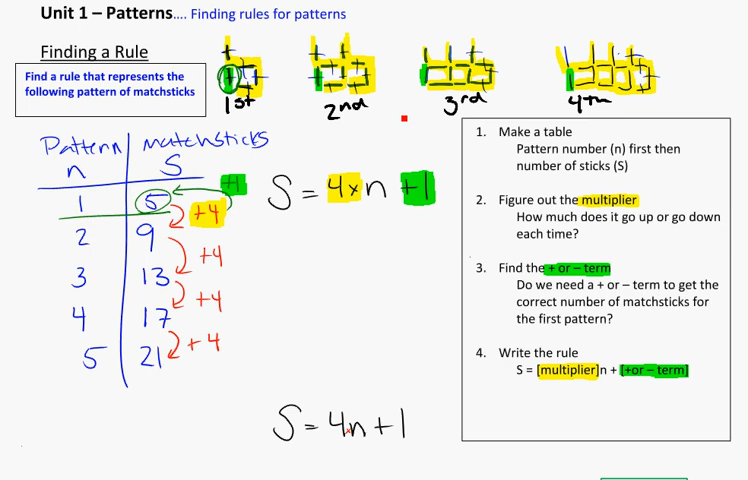 Unit 1 – Patterns.... Finding rules for patterns
Finding a Rule
Find a rule that represents the
following pattern of matchsticks
1st
2nd
3rd
4th
Pattern matchsticks
n S
1 5 +1
+4
2 9
+4
3 13
+4
4 17
+4
5 21
S = 4×n +1
S = 4×n + 1
1. Make a table
Pattern number (n) first then
number of sticks (S)
2. Figure out the multiplier
How much does it go up or go down
each time?
3. Find the + or – term
Do we need a + or – term to get the
correct number of matchsticks for
the first pattern?
4. Write the rule
S = [multiplier]n + [+or – term]